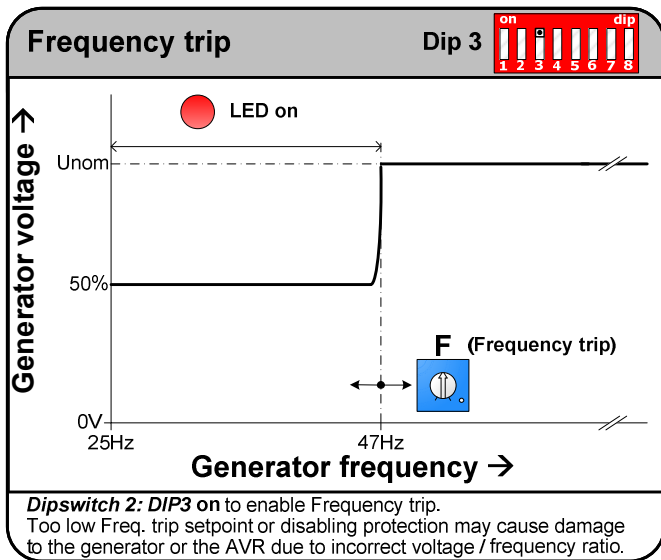 Frequency trip
Dip 3
on dip
1 2 3 4 5 6 7 8
LED on
Generator voltage →
Unom
50%
F (Frequency trip)
0V
25Hz 47Hz
Generator frequency →
Dipswitch 2: DIP3 on to enable Frequency trip.
Too low Freq. trip setpoint or disabling protection may cause damage
to the generator or the AVR due to incorrect voltage / frequency ratio.